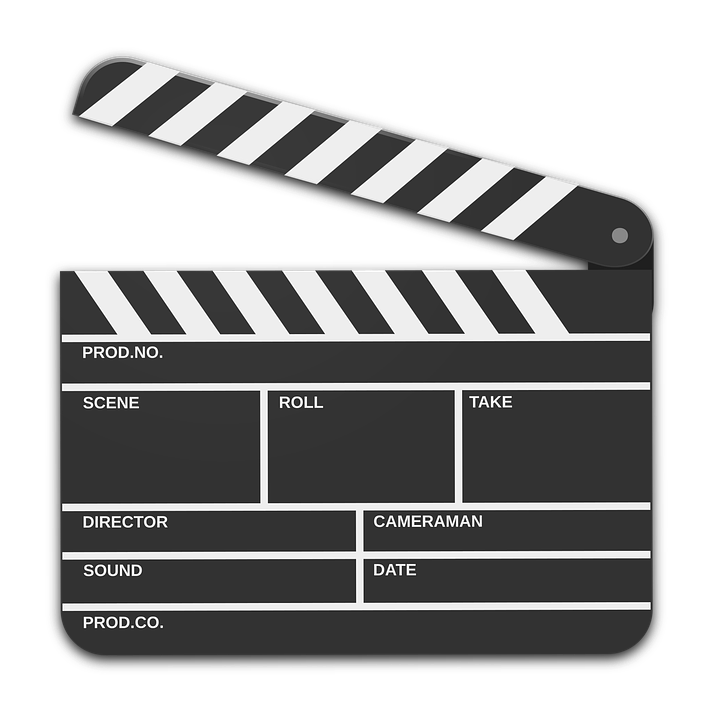 PROD.NO.
SCENE ROLL TAKE
DIRECTOR CAMERAMAN
SOUND DATE
PROD.CO.